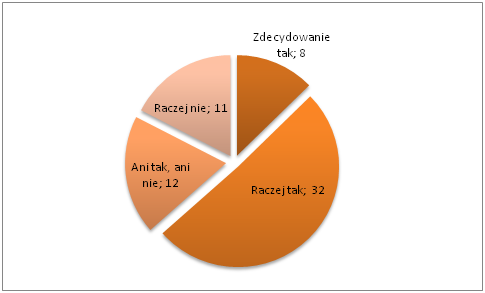 Zdecydowanie
tak; 8
Raczej nie; 11
Ani tak, ani
nie; 12
Raczej tak; 32